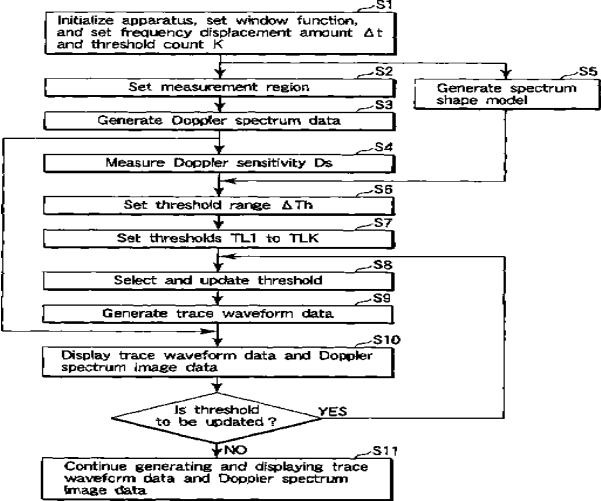 S1
Initialize apparatus, set window function,
and set frequency displacement amount Δt
and threshold count K
S2
Set measurement region
S5
Generate spectrum
shape model
S3
Generate Doppler spectrum data
S4
Measure Doppler sensitivity Ds
S6
Set threshold range ΔTh
S7
Set thresholds TL1 to TLK
S8
Select and update threshold
S9
Generate trace waveform data
S10
Display trace waveform data and Doppler
spectrum image data
Is threshold
to be updated?
YES
NO
S11
Continue generating and displaying trace
waveform data and Doppler spectrum
image data